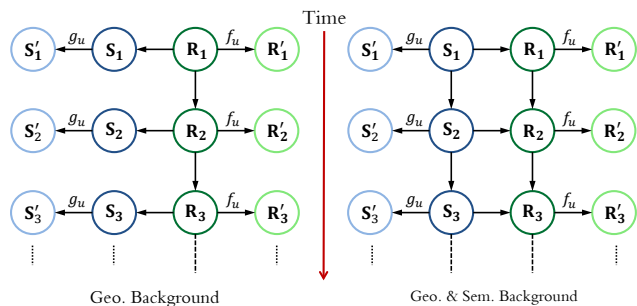 Time
S′₁ gᵤ S₁ R₁ fᵤ R′₁ S′₁ gᵤ S₁ R₁ fᵤ R′₁
S′₂ gᵤ S₂ R₂ fᵤ R′₂ S′₂ gᵤ S₂ R₂ fᵤ R′₂
S′₃ gᵤ S₃ R₃ fᵤ R′₃ S′₃ gᵤ S₃ R₃ fᵤ R′₃
Geo. Background Geo. & Sem. Background